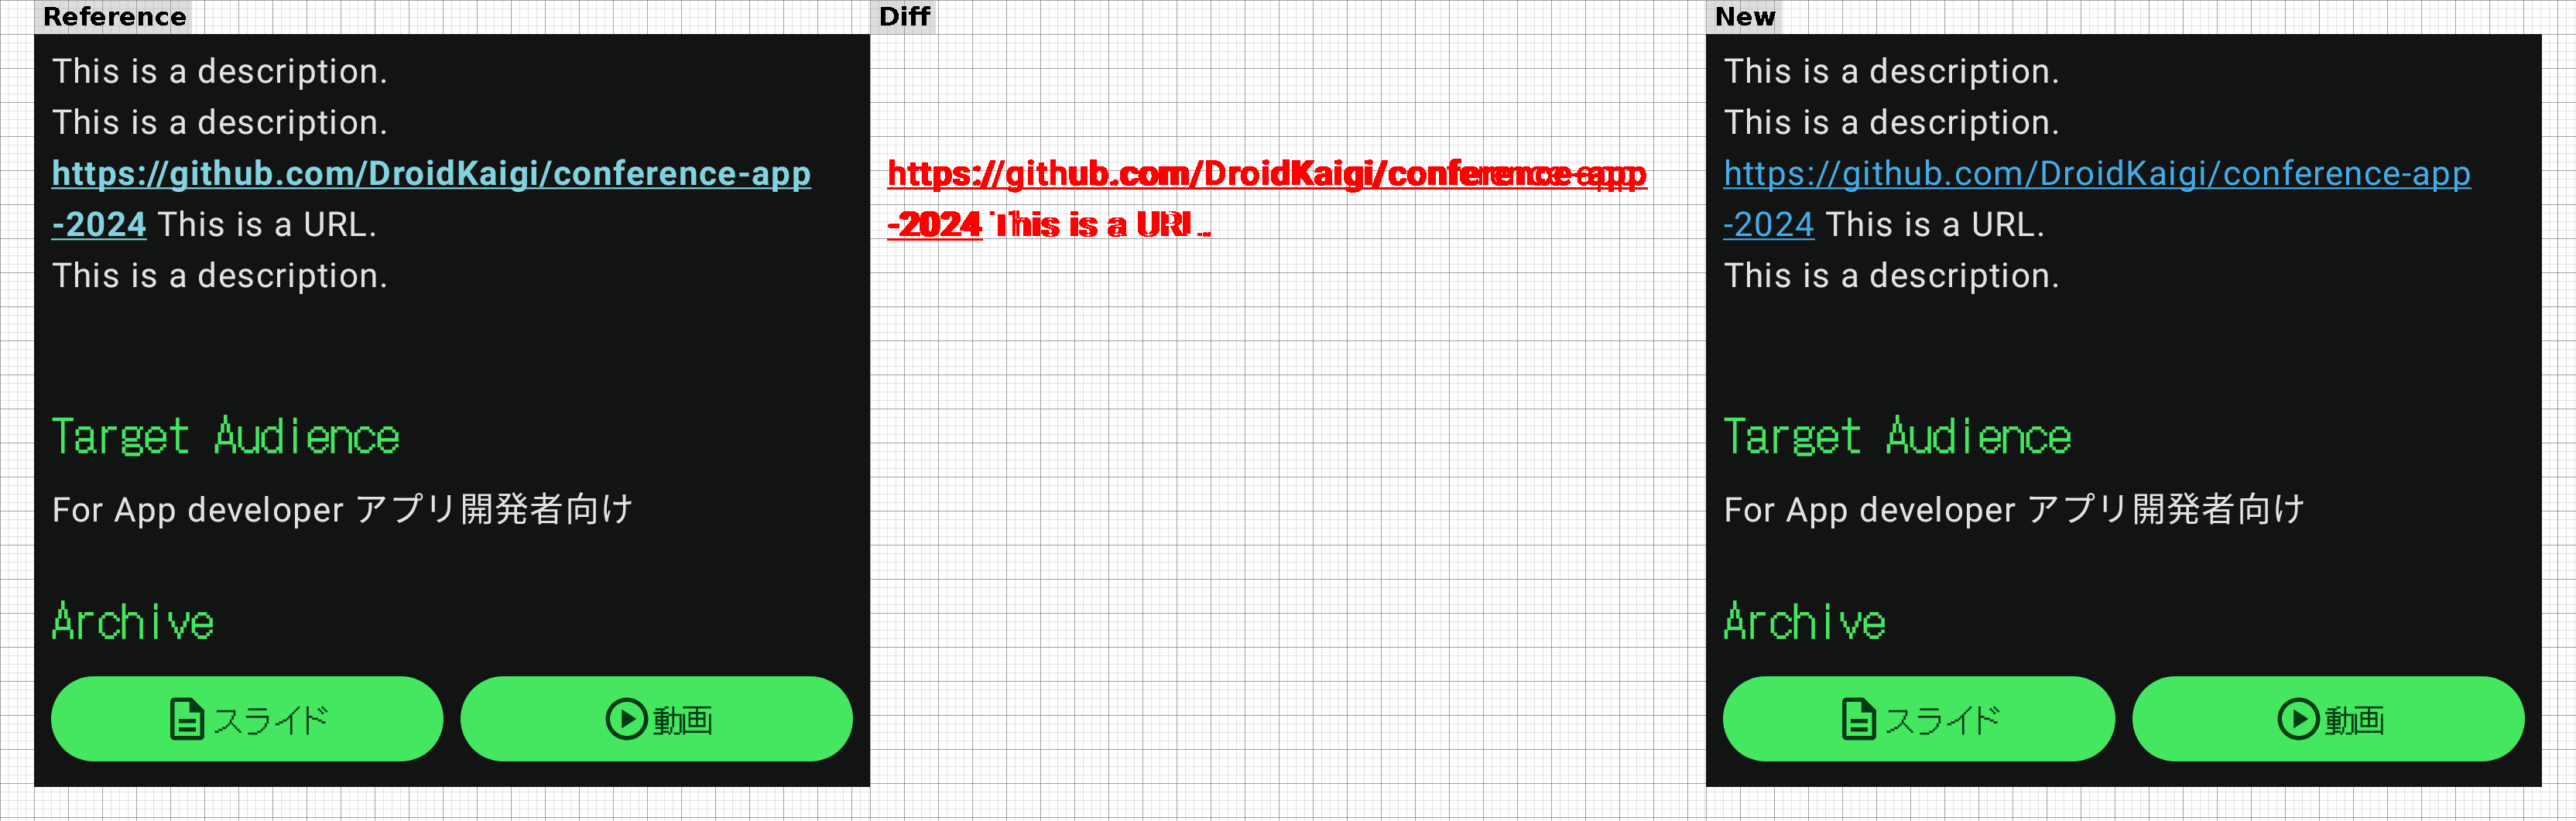 Reference
This is a description.
This is a description.
https://github.com/DroidKaigi/conference-app
-2024 This is a URL.
This is a description.
Target Audience
For App developer アプリ開発者向け
Archive
スライド
動画
Diff
https://github.com/DroidKaigi/conference-app
-2024 This is a URL.
New
This is a description.
This is a description.
https://github.com/DroidKaigi/conference-app
-2024 This is a URL.
This is a description.
Target Audience
For App developer アプリ開発者向け
Archive
スライド
動画